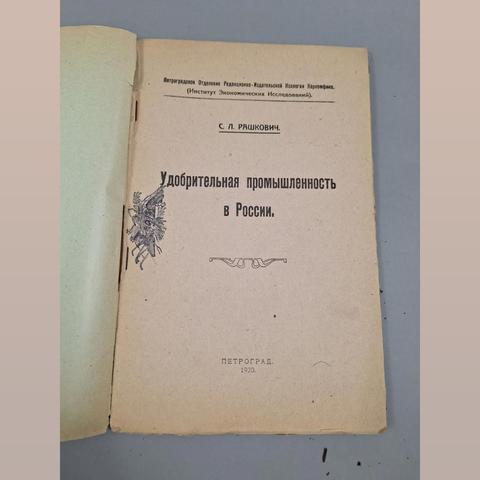 Петроградское Отделение Редакционно-Издательской Коллегии Наркомфина.
(Институт Экономических Исследований).
С. Л. РАШКОВИЧ.
Удобрительная промышленность
в России.
ПЕТРОГРАД.
1920.